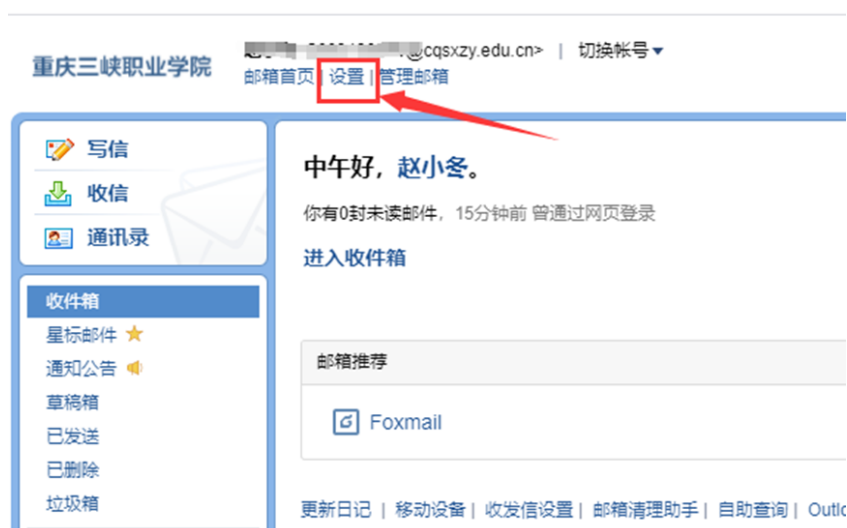 @cqsxzy.edu.cn> | 切换帐号
重庆三峡职业学院
邮箱首页 | 设置 | 管理邮箱
写信
收信
通讯录
中午好，赵小冬。
你有0封未读邮件，15分钟前 曾通过网页登录
进入收件箱
收件箱
星标邮件
通知公告
草稿箱
已发送
已删除
垃圾箱
邮箱推荐
Foxmail
更新日记 | 移动设备 | 收发信设置 | 邮箱清理助手 | 自助查询 |